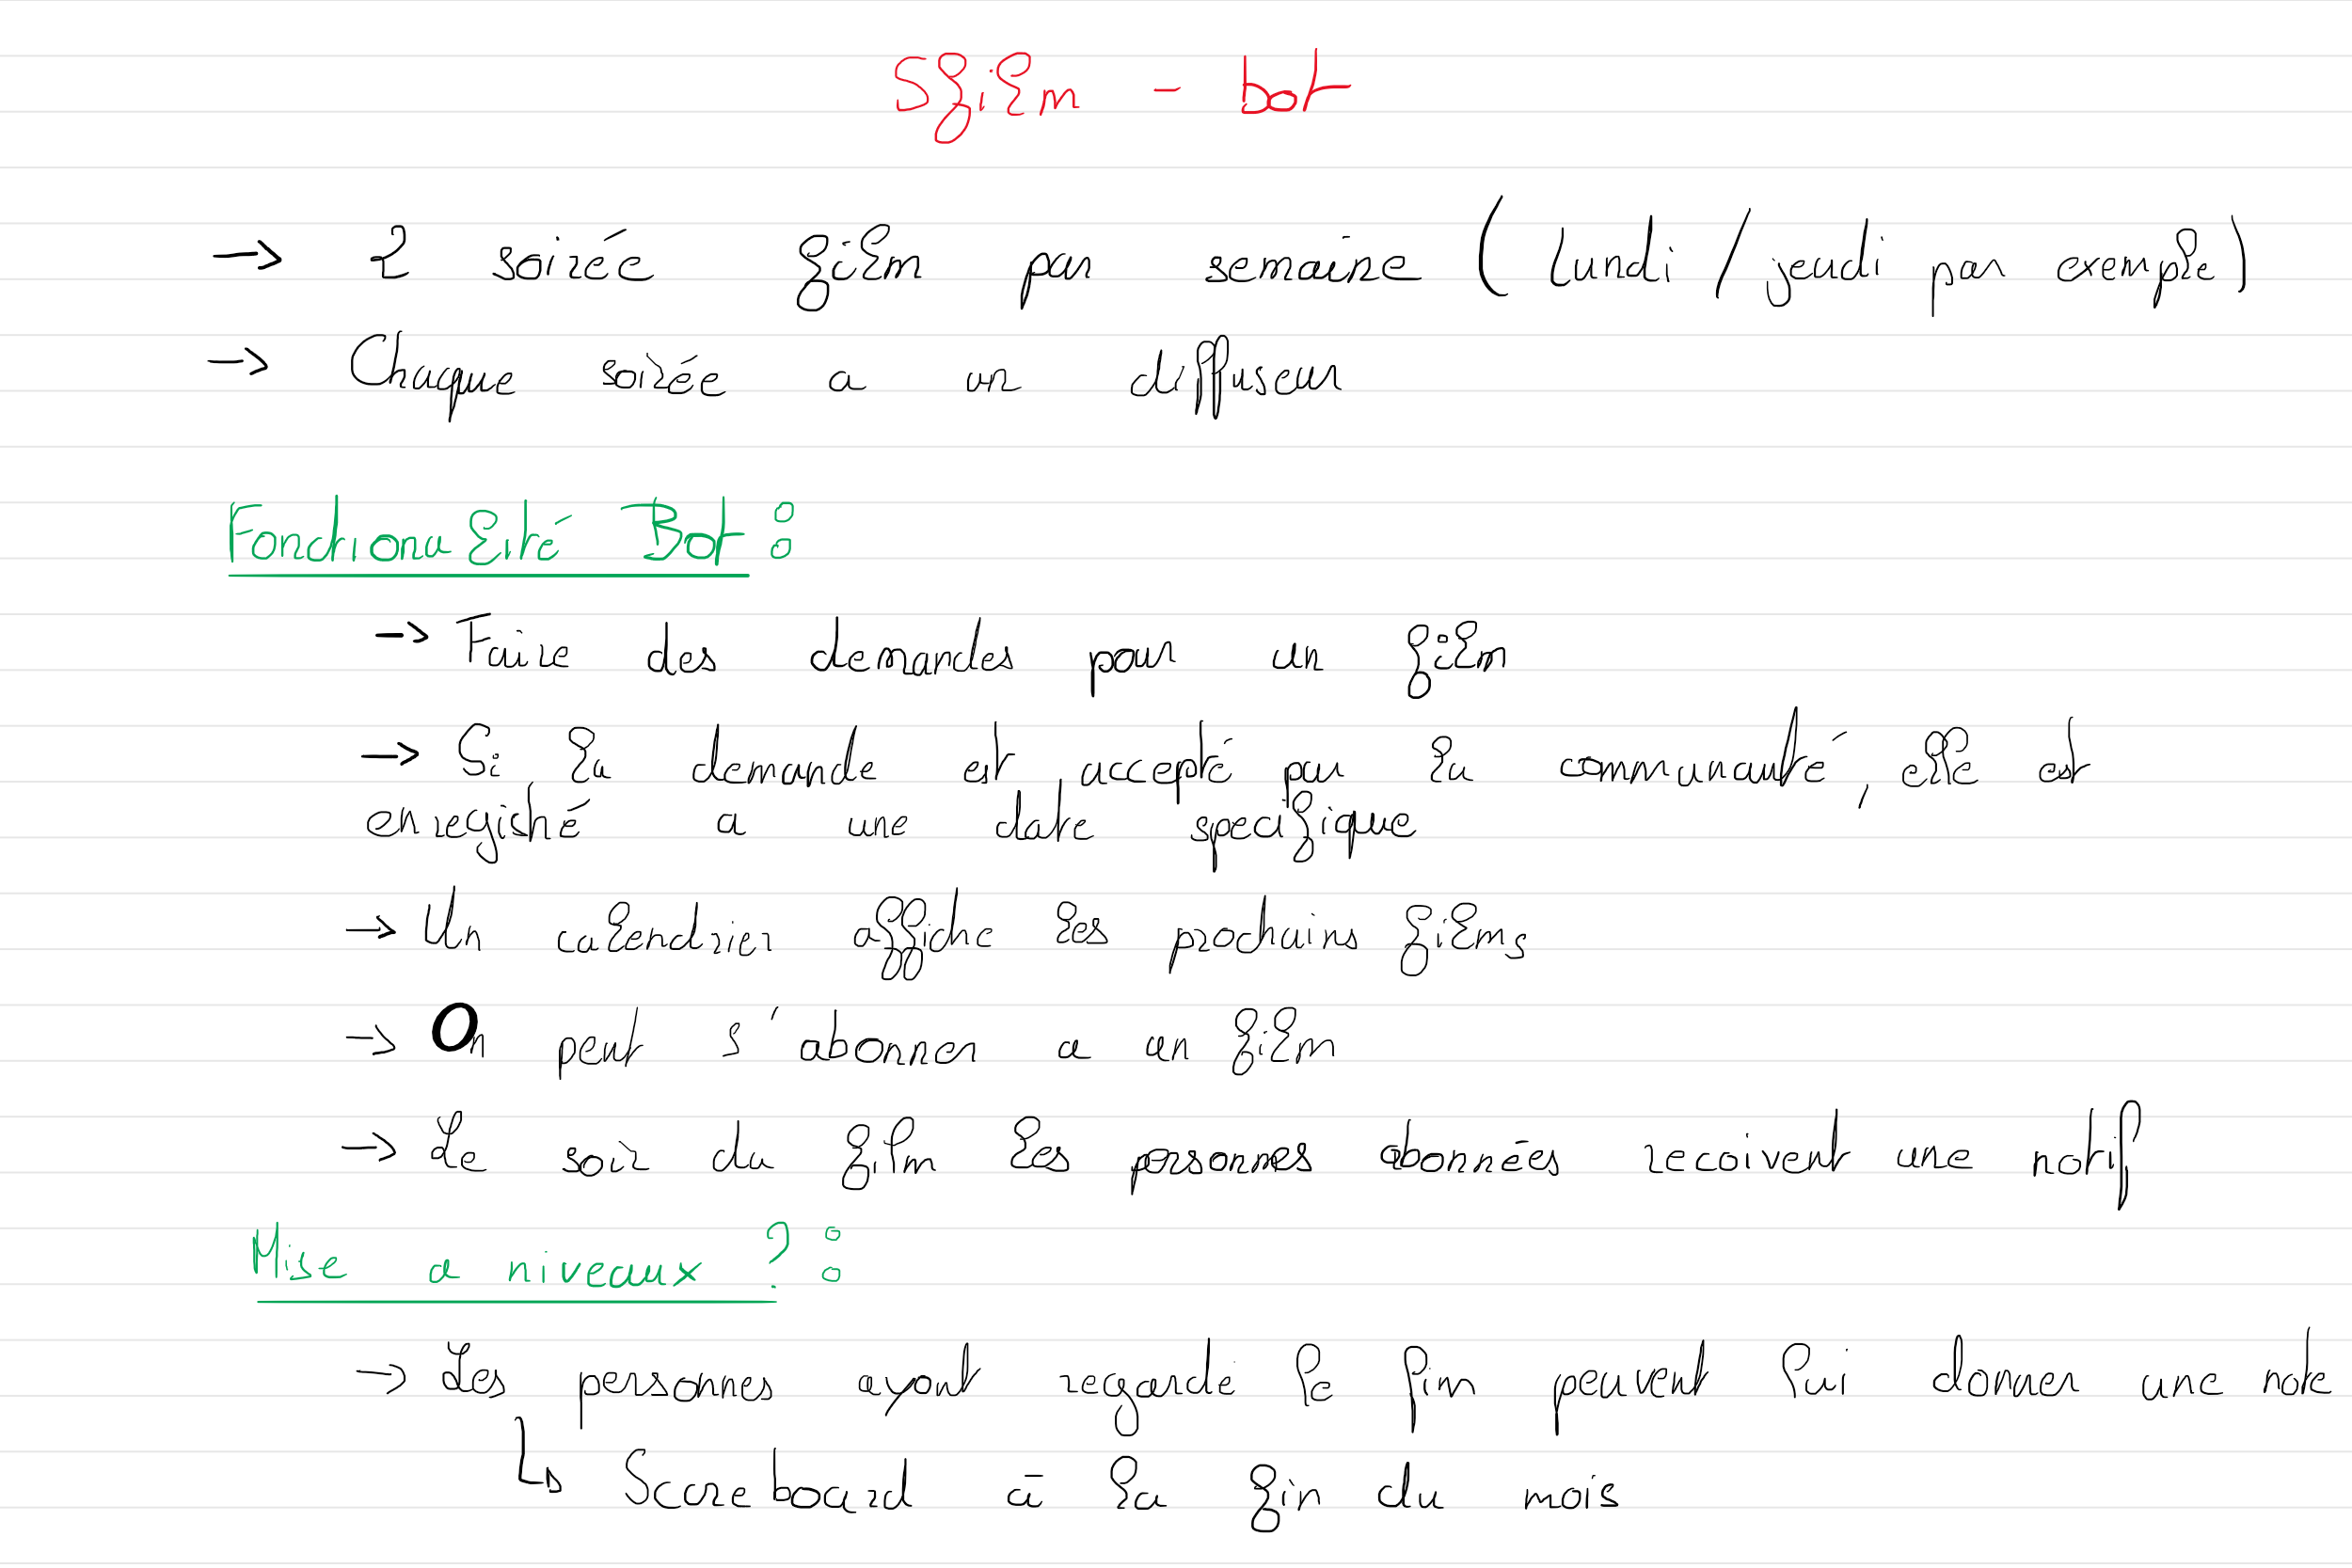 Sfilm - bot
→ 2 soirée film par semaine ( lundi / jeudi par exemple)
→ Chaque soirée a un diffuseur
Fonctionalité Bot :
→ Faire des demandes pour un film
→ Si la demande est accepté par la communauté, elle est
enregistré a une date specifique
→ Un calendrier affiche les prochains films
→ On peut s'abonner a un film
→ Le soir du film les personnes abonnées recoivent une notif
Mise a niveaux ? :
→ Les personnes ayant regardé le fim peuvent lui donner une note
↳ Scoreboard à la fin du mois